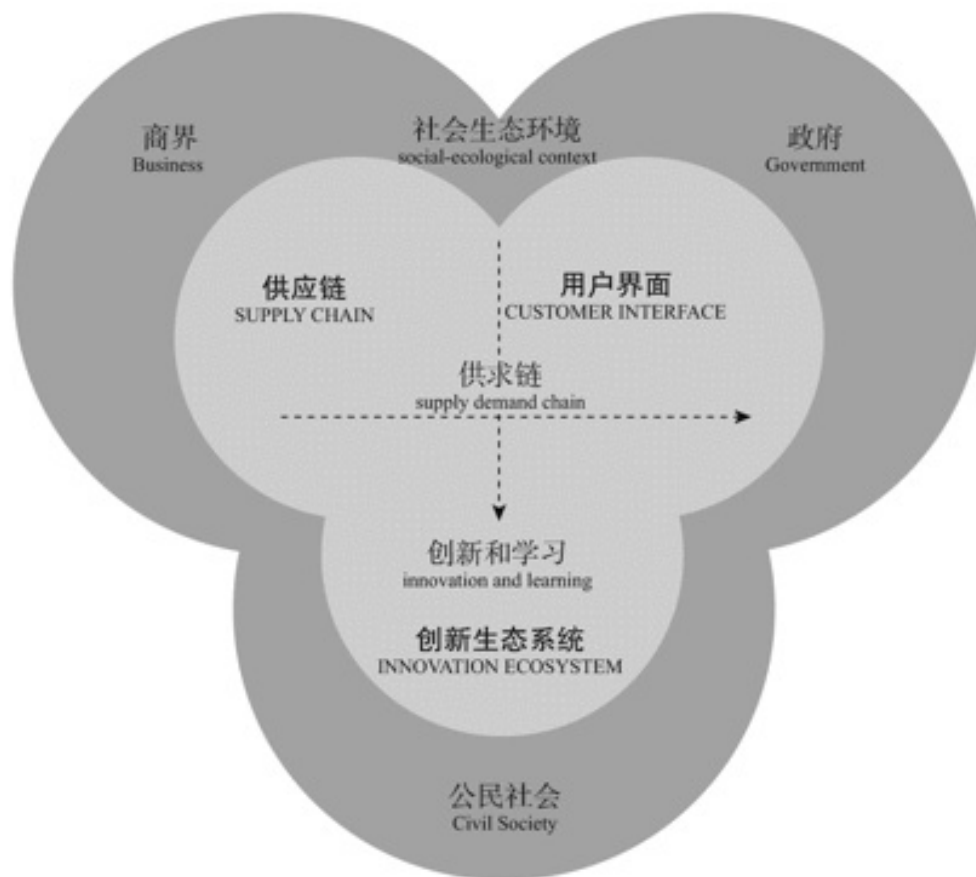 商界
Business
社会生态环境
social-ecological context
政府
Government
供应链
SUPPLY CHAIN
用户界面
CUSTOMER INTERFACE
供求链
supply demand chain
创新和学习
innovation and learning
创新生态系统
INNOVATION ECOSYSTEM
公民社会
Civil Society